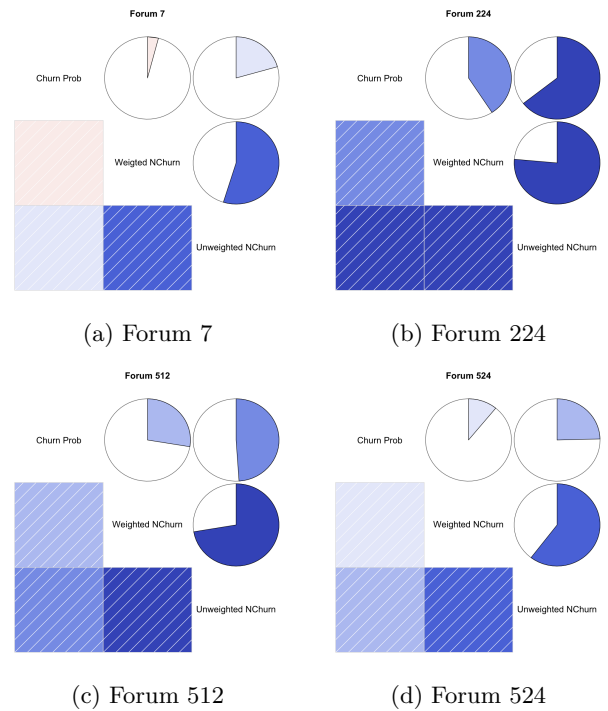 Forum 7
Churn Prob
Weigted NChurn
Unweighted NChurn
(a) Forum 7
Forum 224
Churn Prob
Weighted NChurn
Unweighted NChurn
(b) Forum 224
Forum 512
Churn Prob
Weighted NChurn
Unweighted NChurn
(c) Forum 512
Forum 524
Churn Prob
Weighted NChurn
Unweighted NChurn
(d) Forum 524